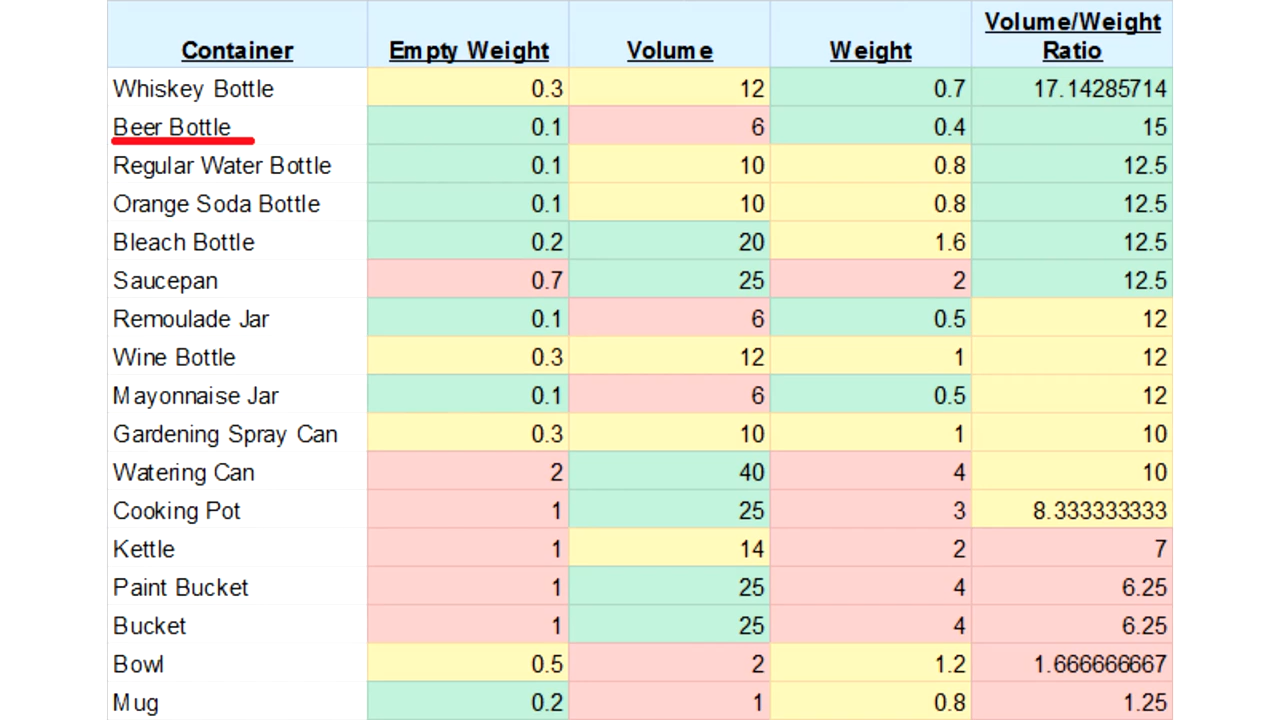 Container Empty Weight Volume Weight Volume/Weight Ratio
Whiskey Bottle 0.3 12 0.7 17.14285714
Beer Bottle 0.1 6 0.4 15
Regular Water Bottle 0.1 10 0.8 12.5
Orange Soda Bottle 0.1 10 0.8 12.5
Bleach Bottle 0.2 20 1.6 12.5
Saucepan 0.7 25 2 12.5
Remoulade Jar 0.1 6 0.5 12
Wine Bottle 0.3 12 1 12
Mayonnaise Jar 0.1 6 0.5 12
Gardening Spray Can 0.3 10 1 10
Watering Can 2 40 4 10
Cooking Pot 1 25 3 8.333333333
Kettle 1 14 2 7
Paint Bucket 1 25 4 6.25
Bucket 1 25 4 6.25
Bowl 0.5 2 1.2 1.666666667
Mug 0.2 1 0.8 1.25